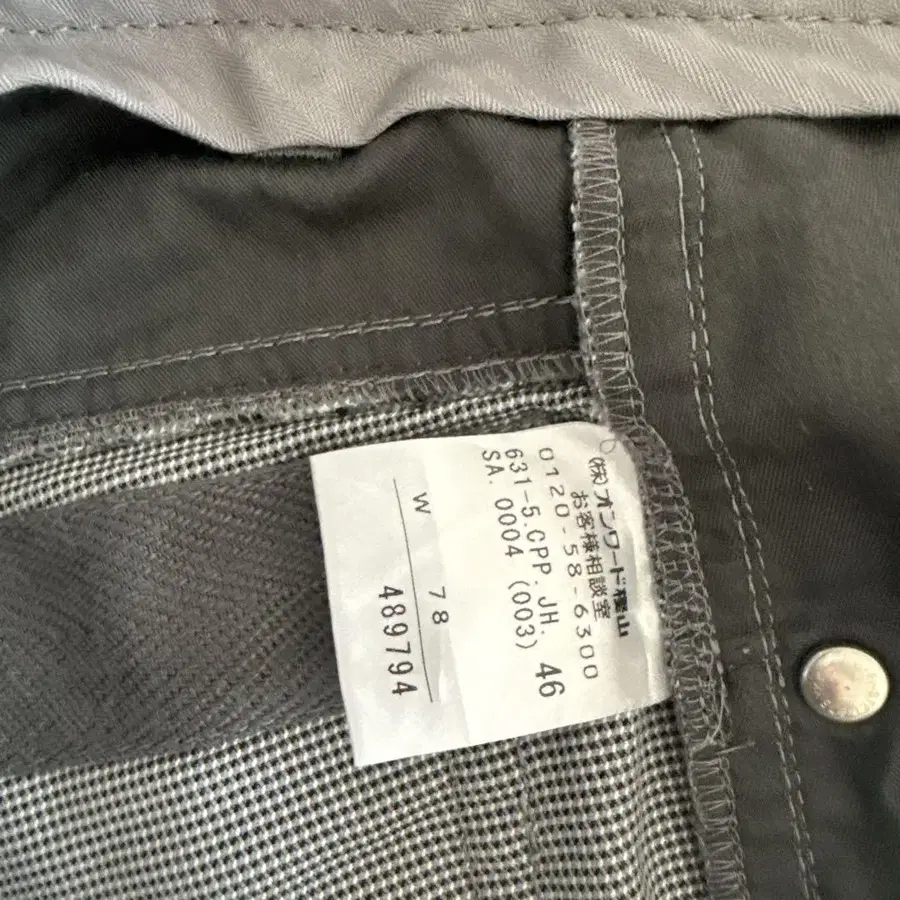 (株)オンワード樫山
お客様相談室
0120-58-6300
631-5.CPP.JH.
SA.0004 (003) 46
W 78
489794